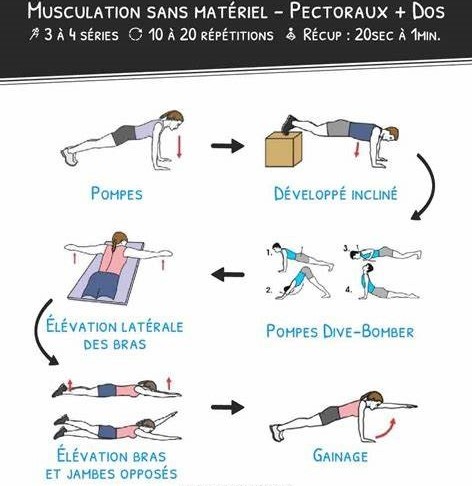 Musculation sans matériel – Pectoraux + Dos
3 à 4 séries 10 à 20 répétitions Récup : 20sec à 1min.
Pompes
Développé incliné
1.
2.
3.
4.
Pompes Dive-Bomber
Élévation latérale
des bras
Élévation bras
et jambes opposés
Gainage